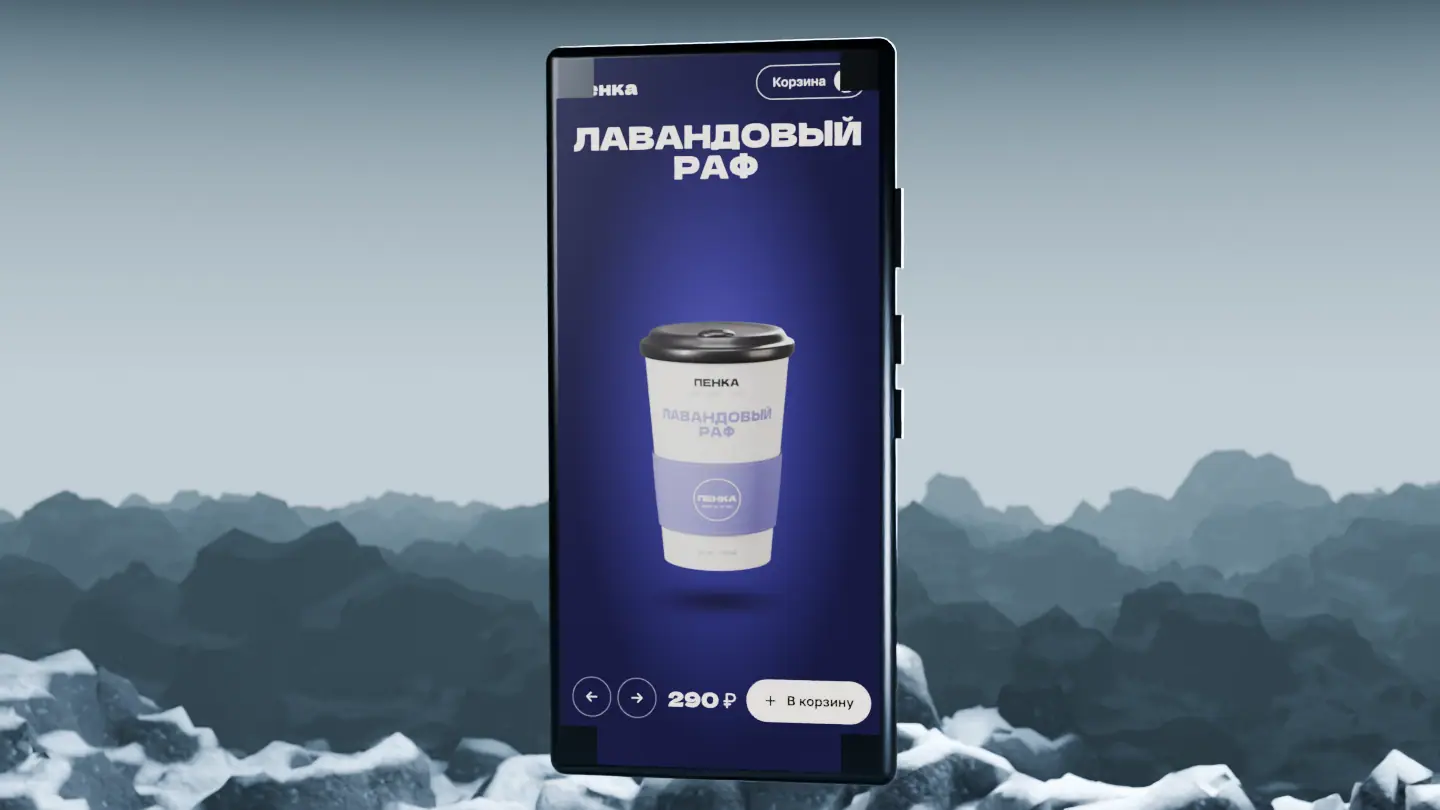 енка
Корзина
ЛАВАНДОВЫЙ
РАФ
ПЕНКА
ЛАВАНДОВЫЙ
РАФ
ПЕНКА
290 ₽
+ В корзину